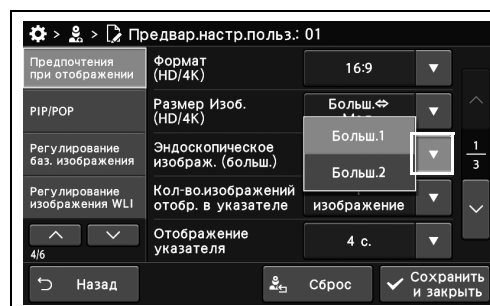 > > Предвар.настр.польз.: 01
Предпочтения
при отображении
PIP/POP
Регулирование
баз. изображения
Регулирование
изображения WLI
4/6
Формат
(HD/4K)
16:9
Размер Изоб.
(HD/4K)
Больш.⇔
Эндоскопическое
изображ. (больш.)
Больш.1
Больш.2
Кол-во.изображений
отобр. в указателе
изображение
Отображение
указателя
4 с.
1
3
Назад
Сброс
Сохранить
и закрыть